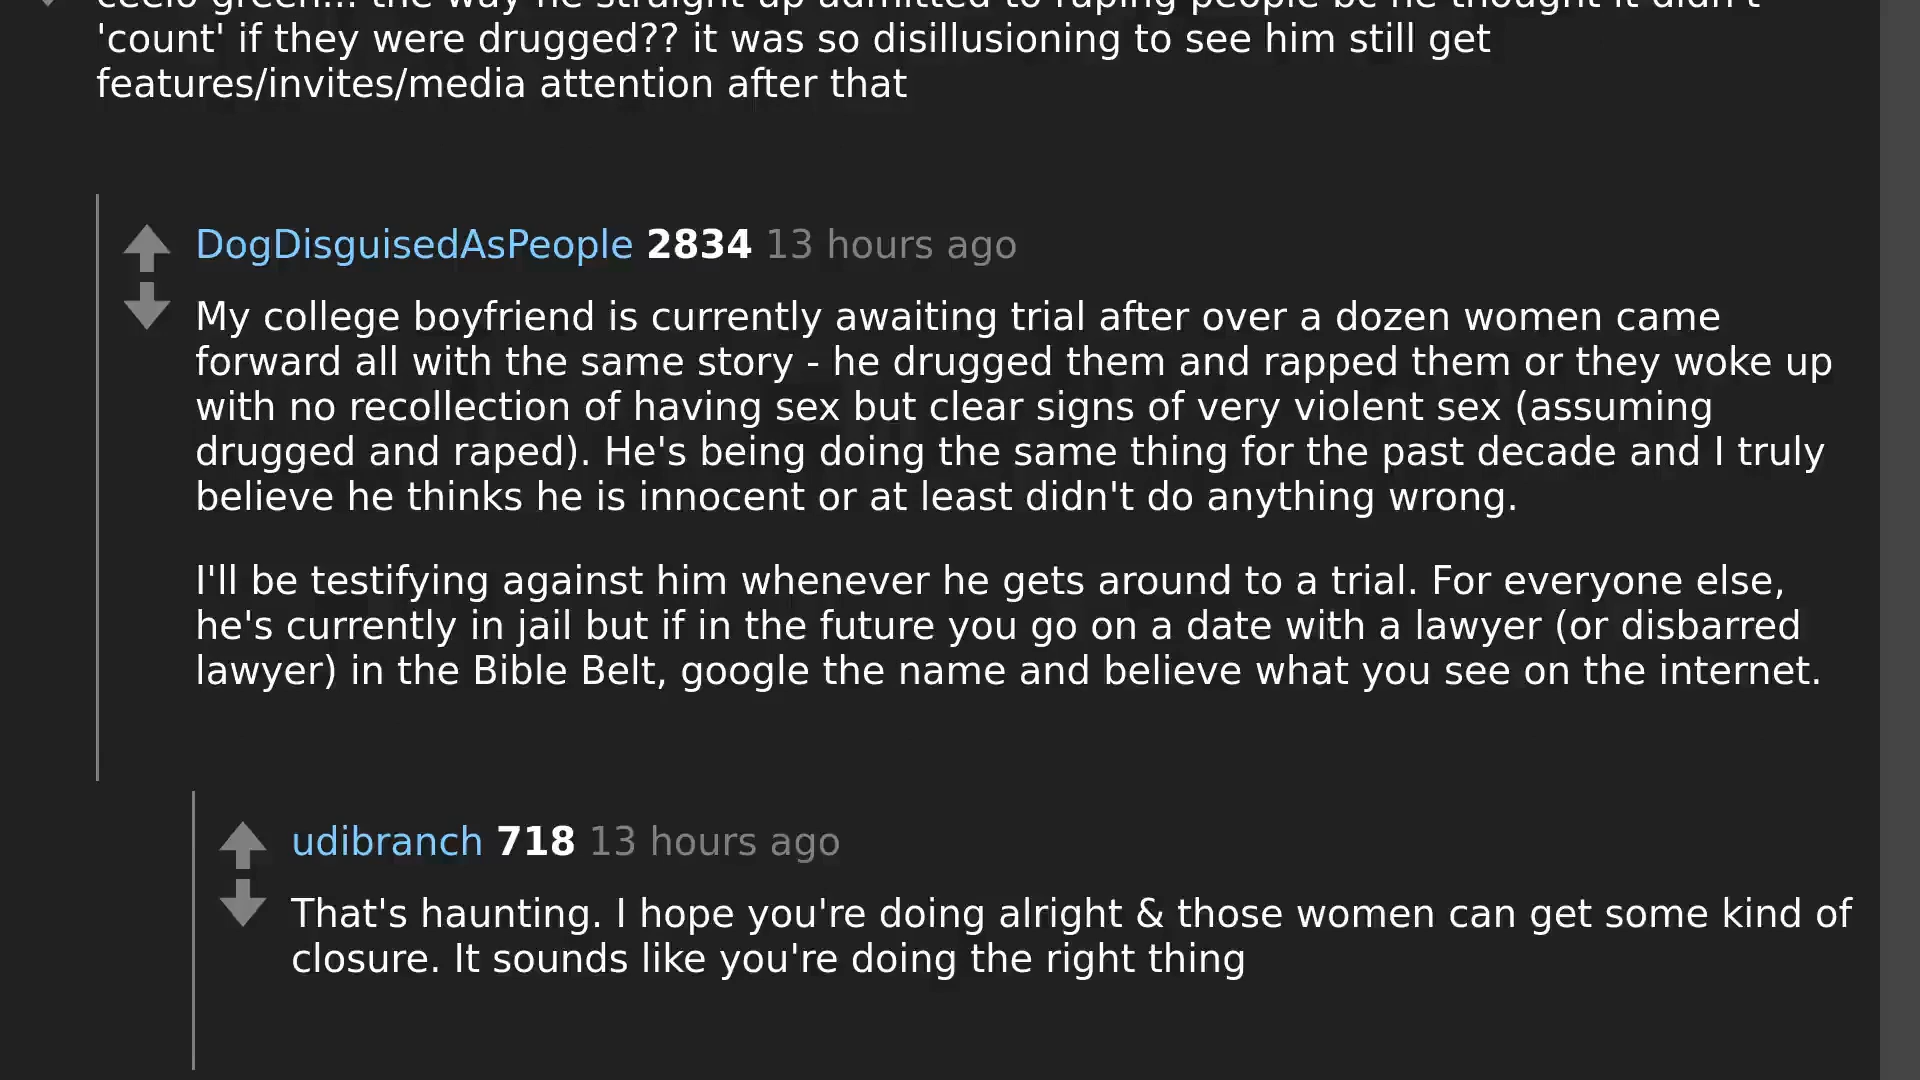 ceelo green... the way he straight up admitted to raping people bc he thought it didn't
'count' if they were drugged?? it was so disillusioning to see him still get
features/invites/media attention after that
DogDisguisedAsPeople 2834 13 hours ago
My college boyfriend is currently awaiting trial after over a dozen women came
forward all with the same story - he drugged them and rapped them or they woke up
with no recollection of having sex but clear signs of very violent sex (assuming
drugged and raped). He's being doing the same thing for the past decade and I truly
believe he thinks he is innocent or at least didn't do anything wrong.
I'll be testifying against him whenever he gets around to a trial. For everyone else,
he's currently in jail but if in the future you go on a date with a lawyer (or disbarred
lawyer) in the Bible Belt, google the name and believe what you see on the internet.
udibranch 718 13 hours ago
That's haunting. I hope you're doing alright & those women can get some kind of
closure. It sounds like you're doing the right thing